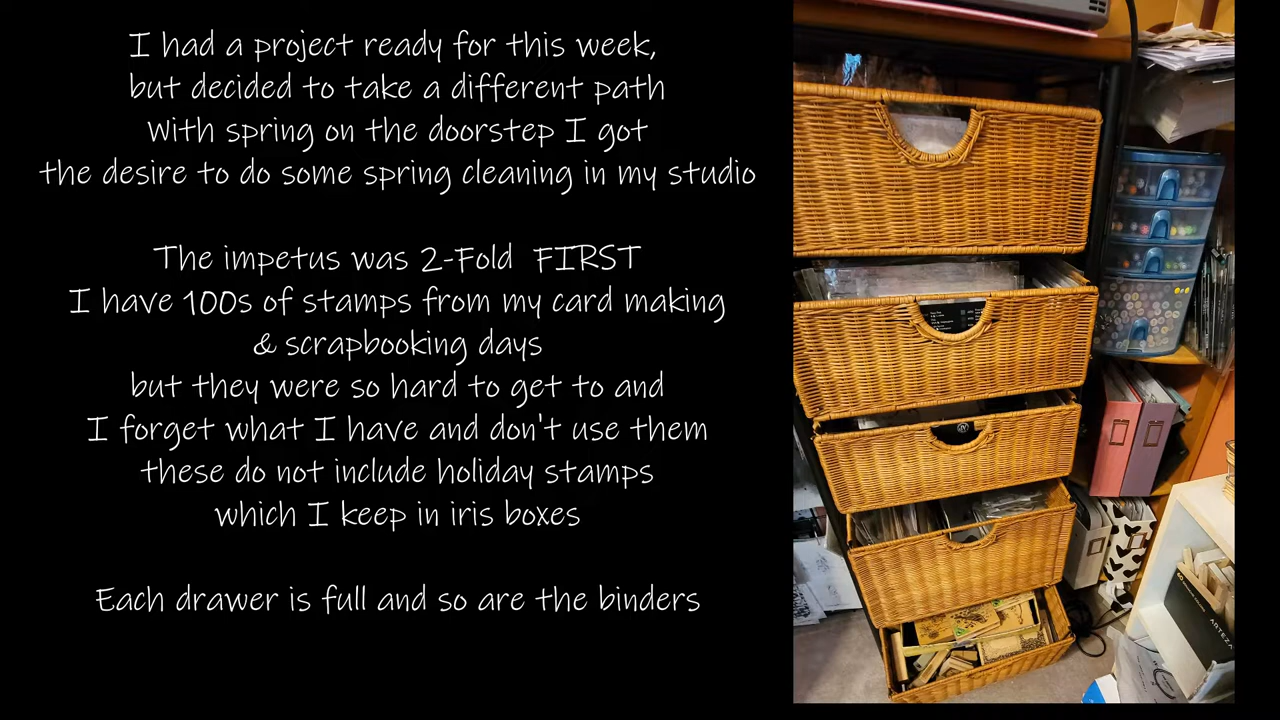 I had a project ready for this week,
but decided to take a different path
With spring on the doorstep I got
the desire to do some spring cleaning in my studio
The impetus was 2-Fold FIRST
I have 100s of stamps from my card making
& scrapbooking days
but they were so hard to get to and
I forget what I have and don't use them
these do not include holiday stamps
which I keep in iris boxes
Each drawer is full and so are the binders
ARTEZA